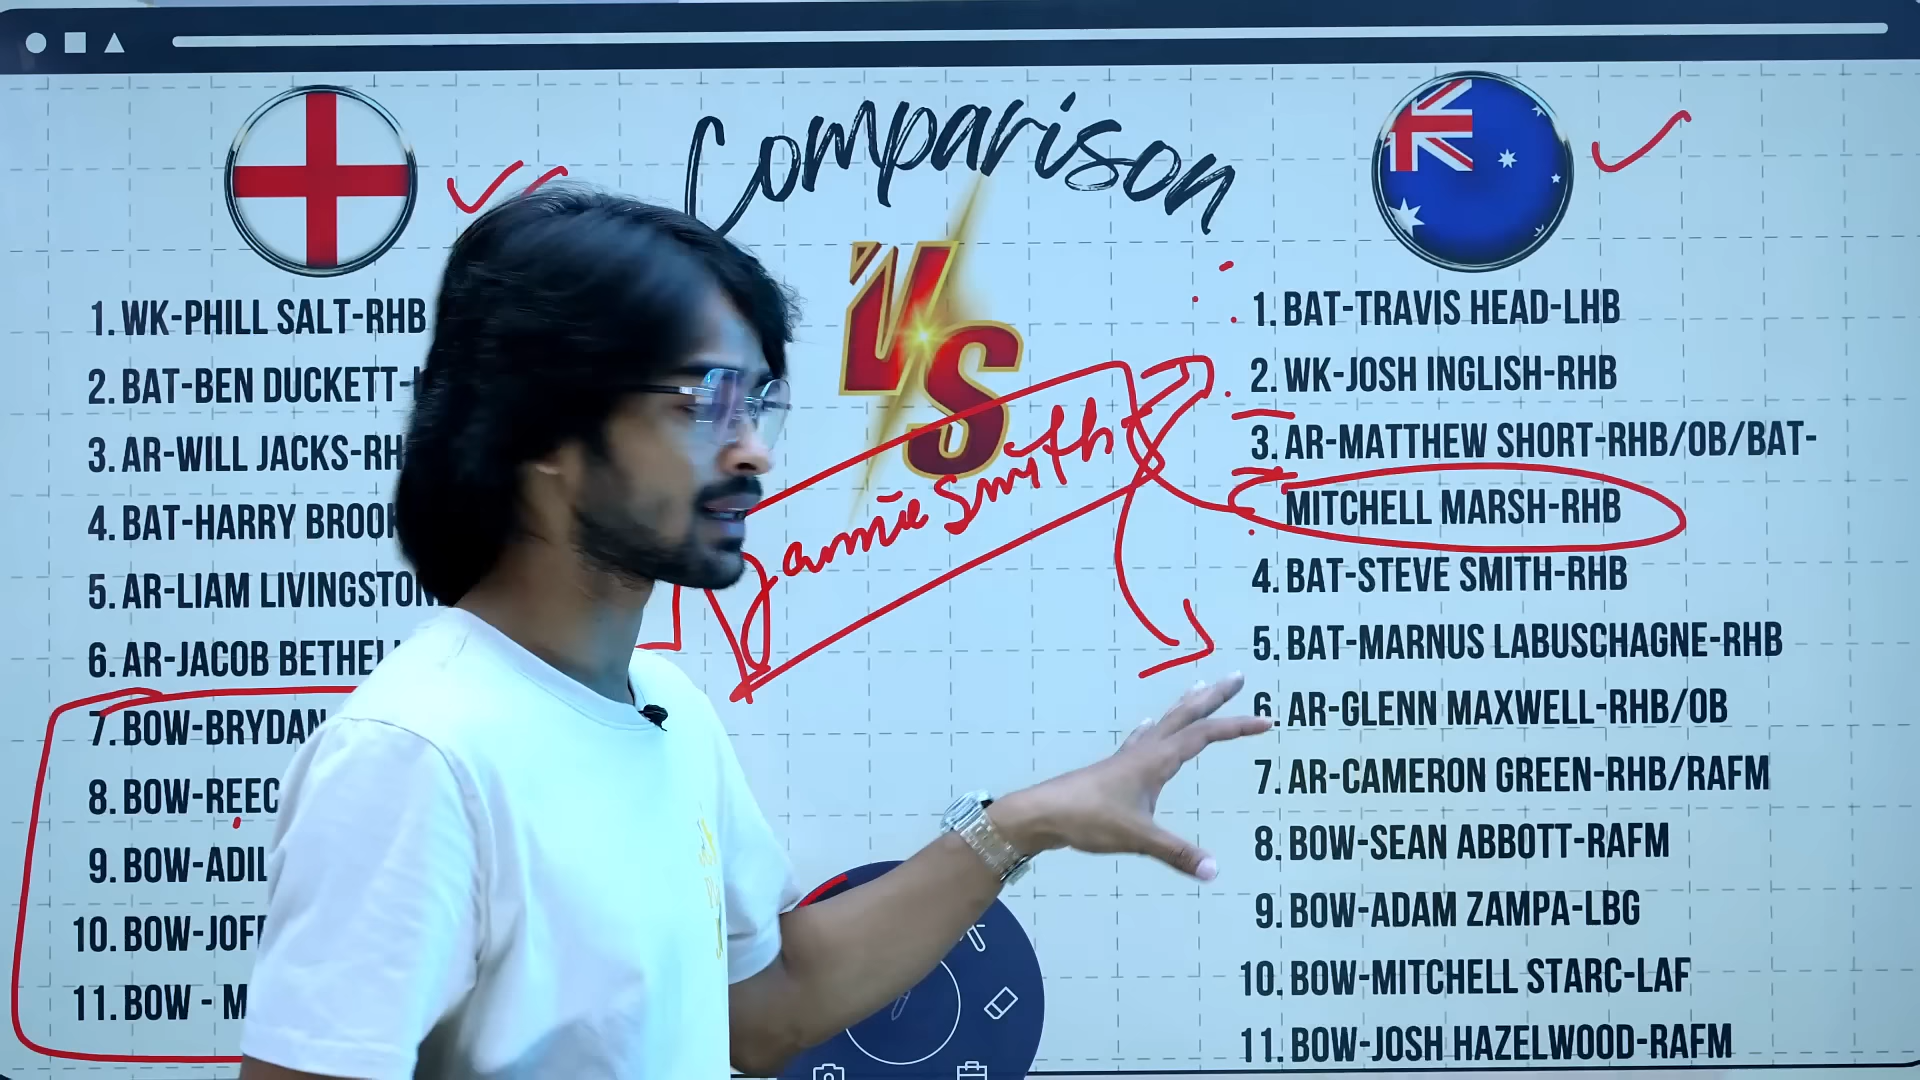 Comparison
VS
1. WK-PHILL SALT-RHB
2. BAT-BEN DUCKETT-
3. AR-WILL JACKS-RH
4. BAT-HARRY BROOK
5. AR-LIAM LIVINGSTON
6. AR-JACOB BETHEL
7. BOW-BRYDAN
8. BOW-REEC
9. BOW-ADIL
10. BOW-JOF
11. BOW - M
Jammie Smith
1. BAT-TRAVIS HEAD-LHB
2. WK-JOSH INGLISH-RHB
3. AR-MATTHEW SHORT-RHB/OB/BAT-
MITCHELL MARSH-RHB
4. BAT-STEVE SMITH-RHB
5. BAT-MARNUS LABUSCHAGNE-RHB
6. AR-GLENN MAXWELL-RHB/OB
7. AR-CAMERON GREEN-RHB/RAFM
8. BOW-SEAN ABBOTT-RAFM
9. BOW-ADAM ZAMPA-LBG
10. BOW-MITCHELL STARC-LAF
11. BOW-JOSH HAZELWOOD-RAFM